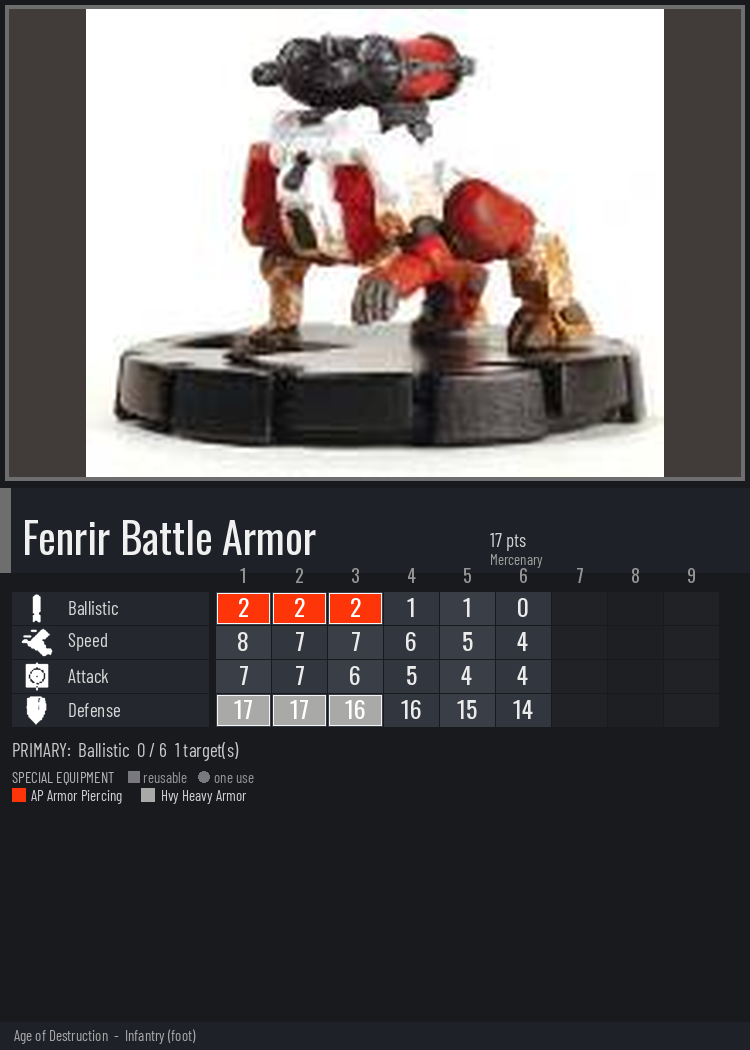 Fenrir Battle Armor
17 pts
Mercenary
1 2 3 4 5 6 7 8 9
Ballistic 2 2 2 1 1 0
Speed 8 7 7 6 5 4
Attack 7 7 6 5 4 4
Defense 17 17 16 16 15 14
PRIMARY: Ballistic 0 / 6 1 target(s)
SPECIAL EQUIPMENT reusable one use
AP Armor Piercing Hvy Heavy Armor
Age of Destruction - Infantry (foot)